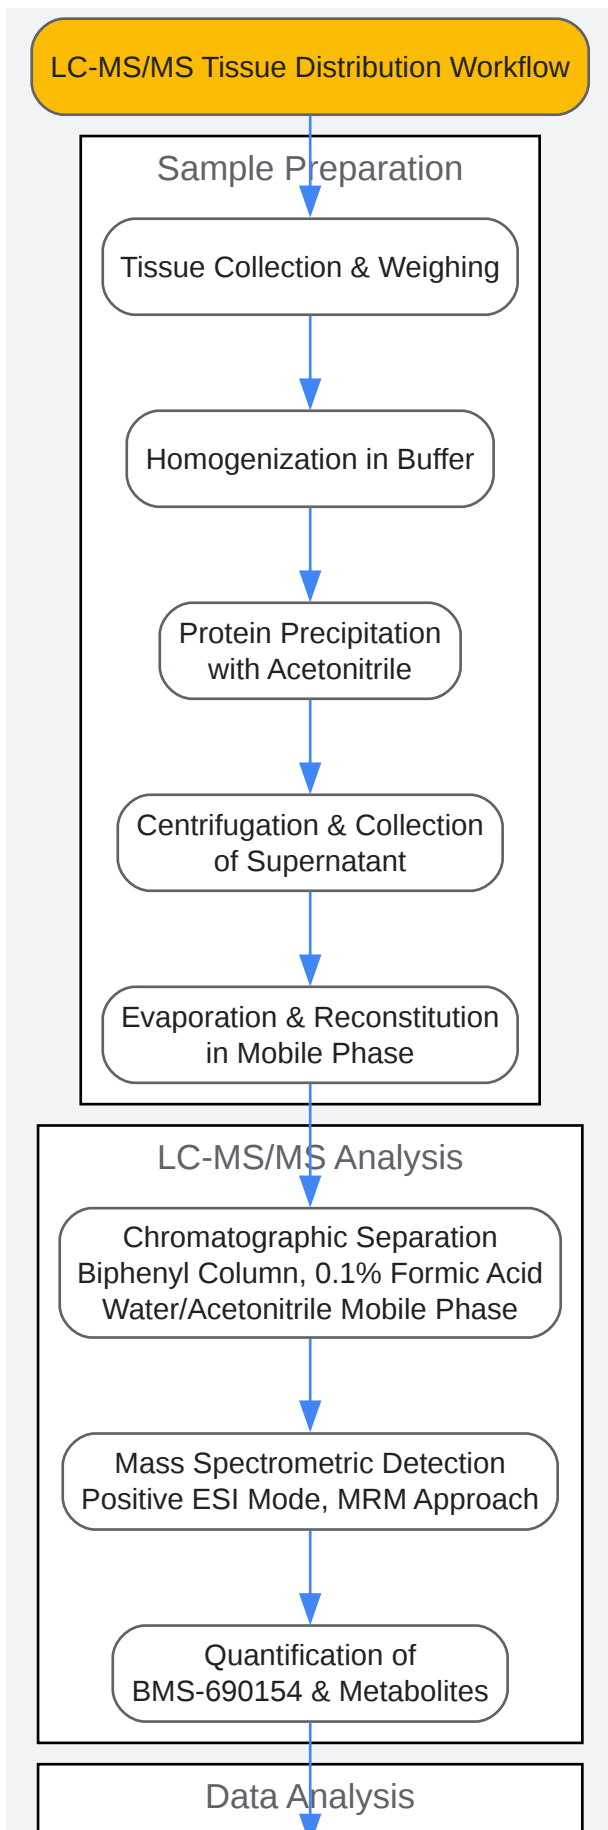 LC-MS/MS Tissue Distribution Workflow
Sample Preparation
Tissue Collection & Weighing
Homogenization in Buffer
Protein Precipitation
with Acetonitrile
Centrifugation & Collection
of Supernatant
Evaporation & Reconstitution
in Mobile Phase
LC-MS/MS Analysis
Chromatographic Separation
Biphenyl Column, 0.1% Formic Acid
Water/Acetonitrile Mobile Phase
Mass Spectrometric Detection
Positive ESI Mode, MRM Approach
Quantification of
BMS-690154 & Metabolites
Data Analysis